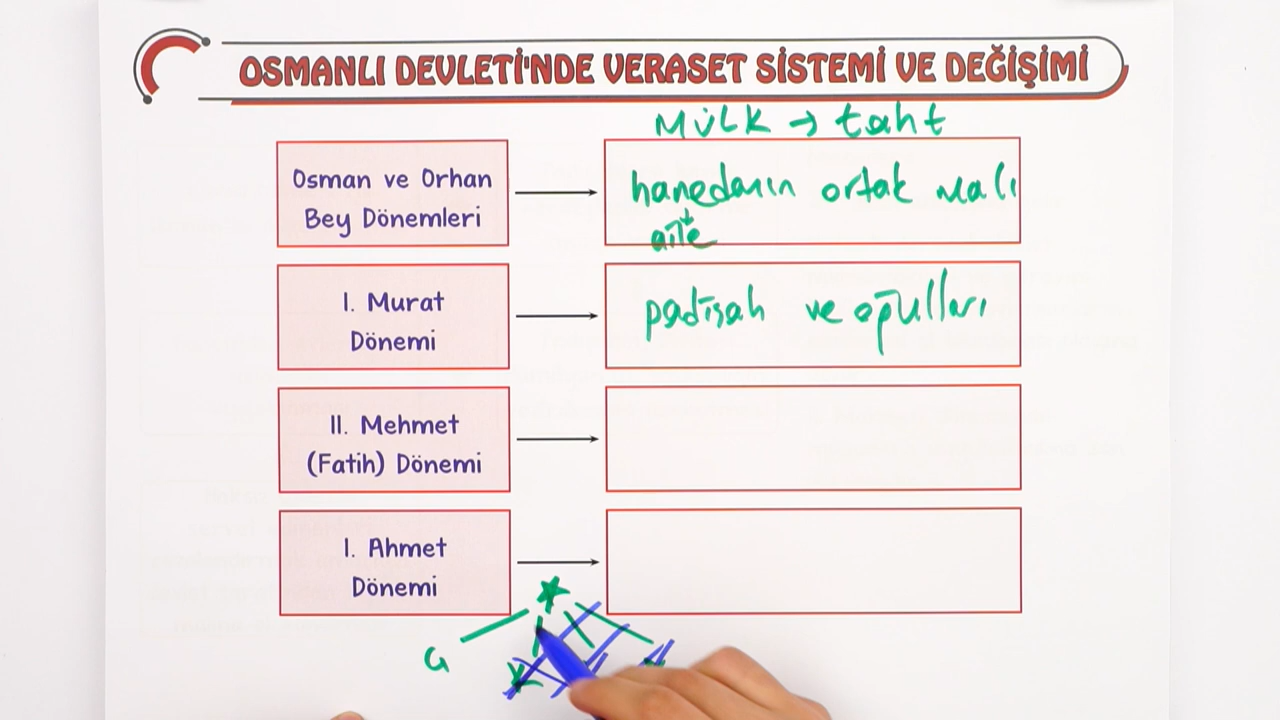 OSMANLI DEVLETİ'NDE VERASET SİSTEMİ VE DEĞİŞİMİ
MÜLK → taht
Osman ve Orhan
Bey Dönemleri
hanedanın ortak malı
aile
I. Murat
Dönemi
padişah ve oğulları
II. Mehmet
(Fatih) Dönemi
I. Ahmet
Dönemi